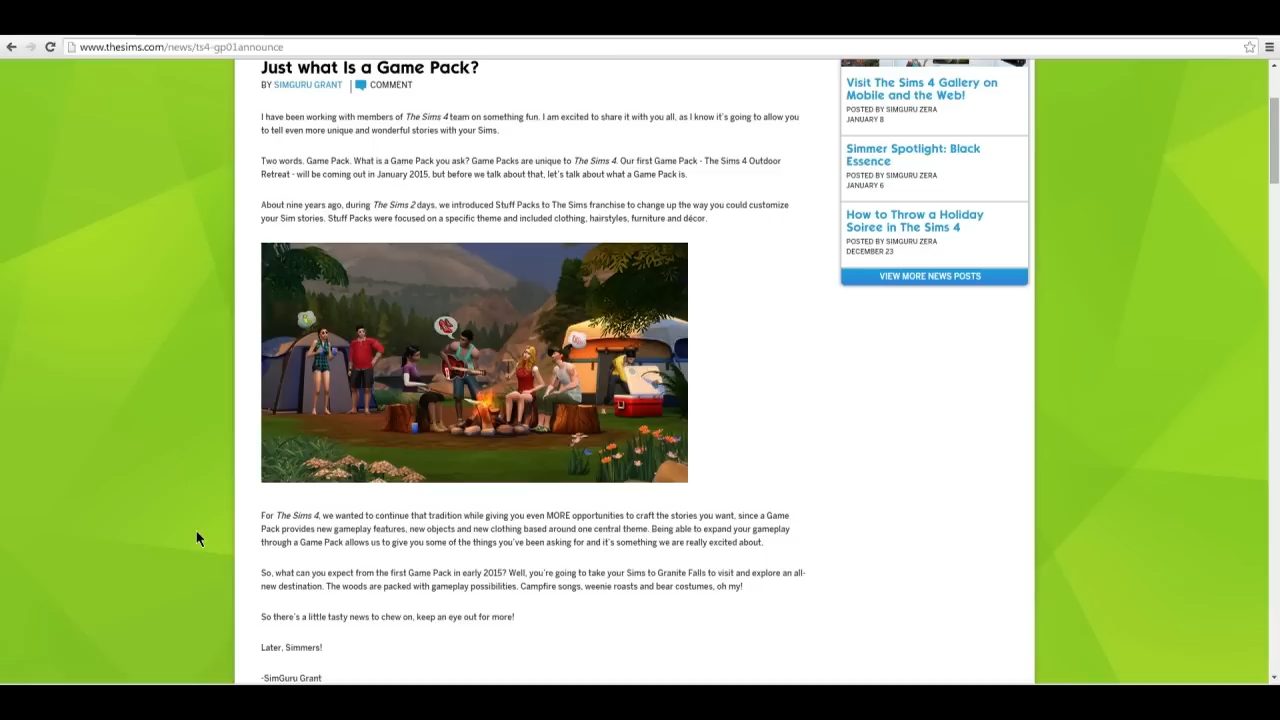 www.thesims.com/news/ts4-gp01announce
Just what Is a Game Pack?
BY SIMGURU GRANT | COMMENT
I have been working with members of The Sims 4 team on something fun. I am excited to share it with you all, as I know it's going to allow you
to tell even more unique and wonderful stories with your Sims.
Two words. Game Pack. What is a Game Pack you ask? Game Packs are unique to The Sims 4. Our first Game Pack - The Sims 4 Outdoor
Retreat - will be coming out in January 2015, but before we talk about that, let's talk about what a Game Pack is.
About nine years ago, during The Sims 2 days, we introduced Stuff Packs to The Sims franchise to change up the way you could customize
your Sim stories. Stuff Packs were focused on a specific theme and included clothing, hairstyles, furniture and décor.
For The Sims 4, we wanted to continue that tradition while giving you even MORE opportunities to craft the stories you want, since a Game
Pack provides new gameplay features, new objects and new clothing based around one central theme. Being able to expand your gameplay
through a Game Pack allows us to give you some of the things you've been asking for and it's something we are really excited about.
So, what can you expect from the first Game Pack in early 2015? Well, you're going to take your Sims to Granite Falls to visit and explore an all-
new destination. The woods are packed with gameplay possibilities. Campfire songs, weenie roasts and bear costumes, oh my!
So there's a little tasty news to chew on, keep an eye out for more!
Later, Simmers!
-SimGuru Grant
Visit The Sims 4 Gallery on
Mobile and the Web!
POSTED BY SIMGURU ZERA
JANUARY 8
Simmer Spotlight: Black
Essence
POSTED BY SIMGURU ZERA
JANUARY 6
How to Throw a Holiday
Soiree in The Sims 4
POSTED BY SIMGURU ZERA
DECEMBER 23
VIEW MORE NEWS POSTS